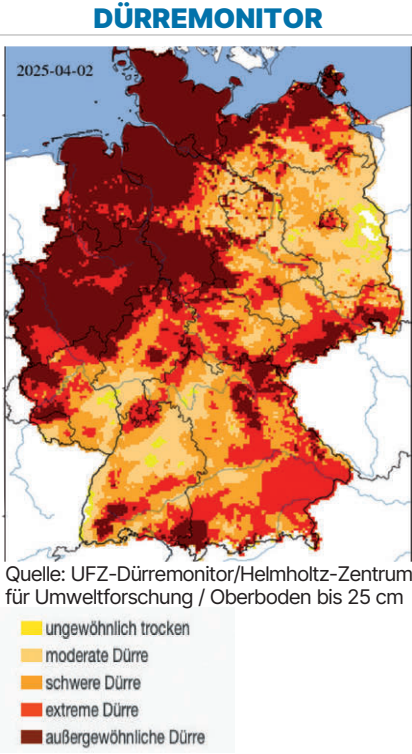 DÜRREMONITOR
2025-04-02
Quelle: UFZ-Dürremonitor/Helmholtz-Zentrum
für Umweltforschung / Oberboden bis 25 cm
ungewöhnlich trocken
moderate Dürre
schwere Dürre
extreme Dürre
außergewöhnliche Dürre